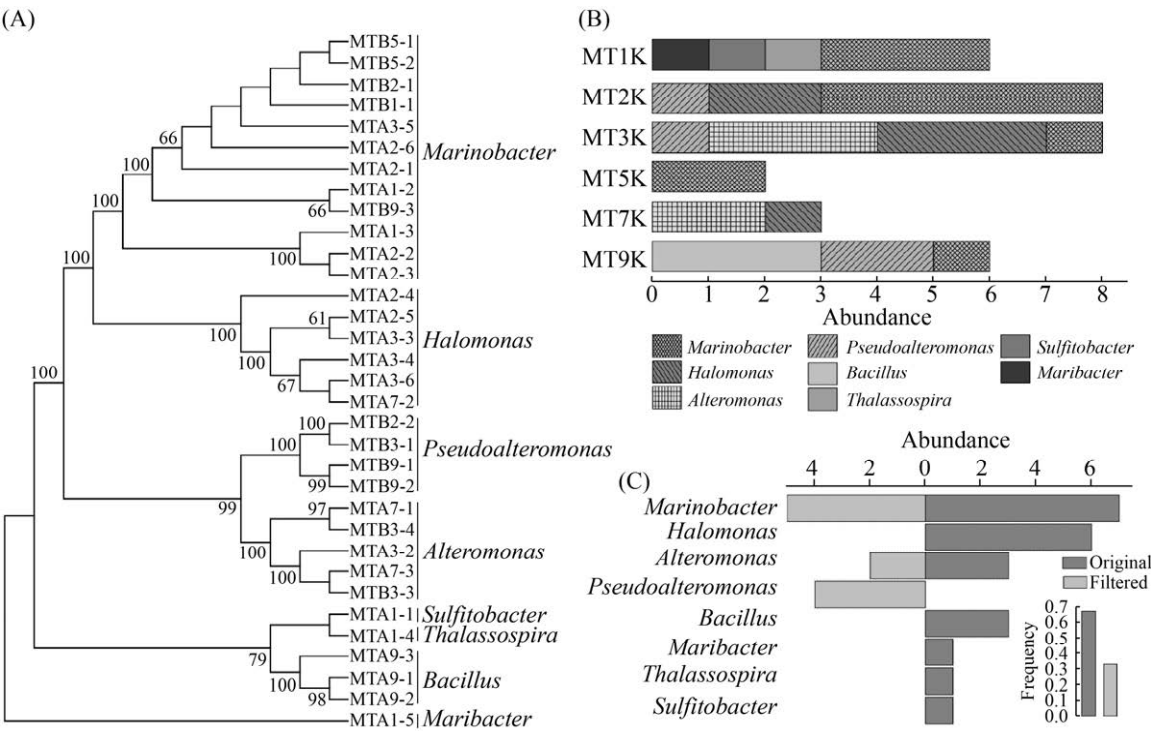 (A)
MTB5-1
MTB5-2
MTB2-1
MTB1-1
MTA3-5
66
MTA2-6
100
Marinobacter
MTA2-1
100
MTA1-2
66
MTB9-3
MTA1-3
100
100
MTA2-2
MTA2-3
MTA2-4
61
MTA2-5
100
MTA3-3
Halomonas
100
MTA3-4
100
67
MTA3-6
MTA7-2
100
MTB2-2
100
MTB3-1
Pseudoalteromonas
MTB9-1
99
MTB9-2
99
97
MTA7-1
MTB3-4
100
MTA3-2
Alteromonas
100
MTA7-3
MTB3-3
MTA1-1
Sulfitobacter
MTA1-4
Thalassospira
79
MTA9-3
100
MTA9-1
Bacillus
98
MTA9-2
MTA1-5
Maribacter
(B)
MT1K
MT2K
MT3K
MT5K
MT7K
MT9K
0 1 2 3 4 5 6 7 8
Abundance
Marinobacter Pseudoalteromonas Sulfitobacter
Halomonas Bacillus Maribacter
Alteromonas Thalassospira
(C)
Abundance
4 2 0 2 4 6
Marinobacter
Halomonas
Alteromonas
Pseudoalteromonas
Bacillus
Maribacter
Thalassospira
Sulfitobacter
Original
Filtered
Frequency
0.7
0.6
0.5
0.4
0.3
0.2
0.1
0.0